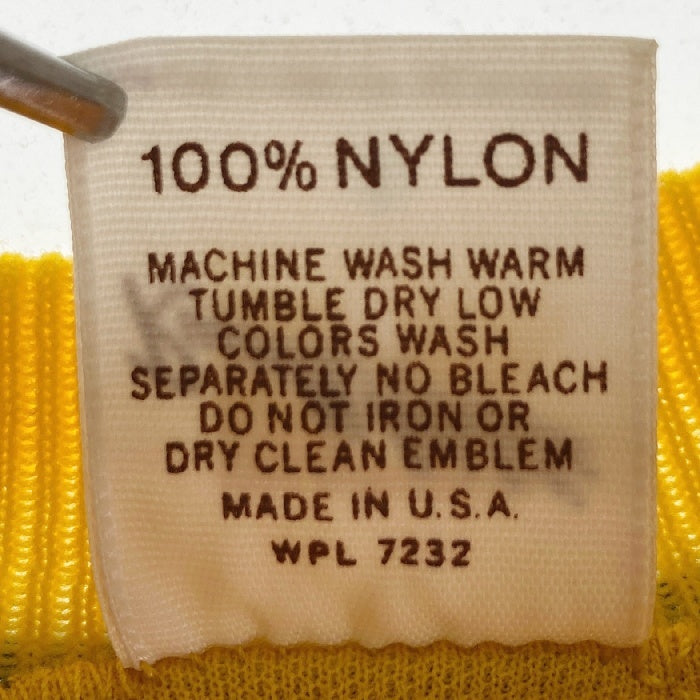 100% NYLON
MACHINE WASH WARM
TUMBLE DRY LOW
COLORS WASH
SEPARATELY NO BLEACH
DO NOT IRON OR
DRY CLEAN EMBLEM
MADE IN U.S.A.
WPL 7232